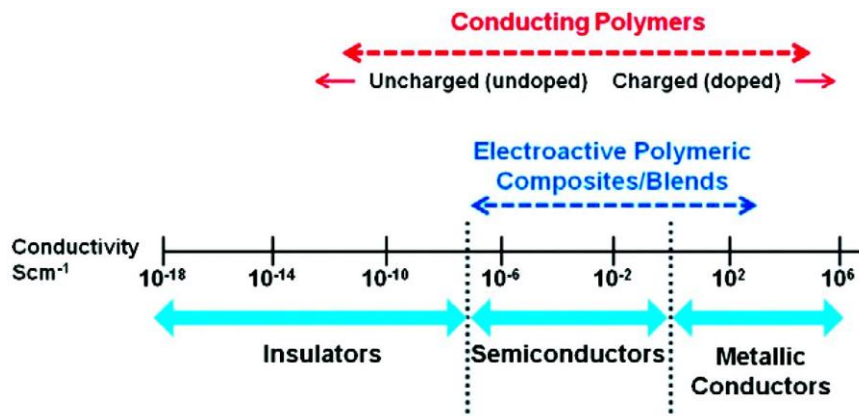 Conducting Polymers
Uncharged (undoped) Charged (doped)
Electroactive Polymeric
Composites/Blends
Conductivity
Scm⁻¹
10⁻¹⁸ 10⁻¹⁴ 10⁻¹⁰ 10⁻⁶ 10⁻² 10² 10⁶
Insulators Semiconductors Metallic
Conductors